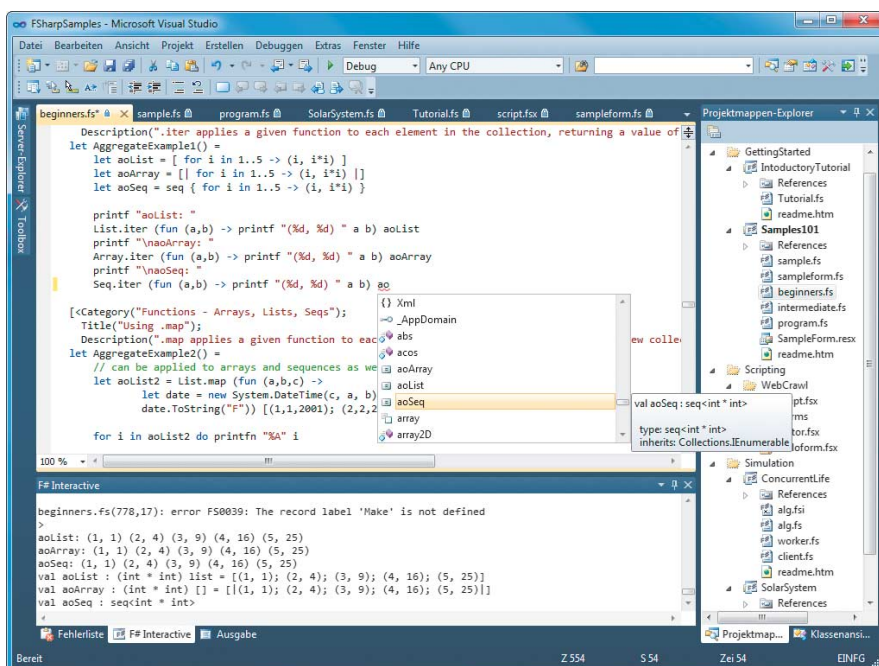 FSharpSamples - Microsoft Visual Studio
Datei Bearbeiten Ansicht Projekt Erstellen Debuggen Extras Fenster Hilfe
Debug Any CPU
Server-Explorer
Toolbox
beginners.fs* sample.fs program.fs SolarSystem.fs Tutorial.fs script.fsx sampleform.fs
Description(".iter applies a given function to each element in the collection, returning a value of
let AggregateExample1() =
let aoList = [ for i in 1..5 -> (i, i*i) ]
let aoArray = [| for i in 1..5 -> (i, i*i) |]
let aoSeq = seq { for i in 1..5 -> (i, i*i) }
printf "aoList: "
List.iter (fun (a,b) -> printf "(%d, %d) " a b) aoList
printf "\naoArray: "
Array.iter (fun (a,b) -> printf "(%d, %d) " a b) aoArray
printf "\naoSeq: "
Seq.iter (fun (a,b) -> printf "(%d, %d) " a b) ao
[<Category("Functions - Arrays, Lists, Seqs");
Title("Using .map");
Description(".map applies a given function to eac ew colle
let AggregateExample2() =
// can be applied to arrays and sequences as we
let aoList2 = List.map (fun (a,b,c) ->
let date = new System.DateTime(c, a, b)
date.ToString("F")) [(1,1,2001); (2,2,2
for i in aoList2 do printfn "%A" i
{} Xml
_AppDomain
abs
acos
aoArray
aoList
aoSeq
array
array2D
val aoSeq : seq<int * int>
type: seq<int * int>
inherits: Collections.IEnumerable
100 %
F# Interactive
beginners.fs(778,17): error FS0039: The record label 'Make' is not defined
>
aoList: (1, 1) (2, 4) (3, 9) (4, 16) (5, 25)
aoArray: (1, 1) (2, 4) (3, 9) (4, 16) (5, 25)
aoSeq: (1, 1) (2, 4) (3, 9) (4, 16) (5, 25)
val aoList : (int * int) list = [(1, 1); (2, 4); (3, 9); (4, 16); (5, 25)]
val aoArray : (int * int) [] = [|(1, 1); (2, 4); (3, 9); (4, 16); (5, 25)|]
val aoSeq : seq<int * int>
Fehlerliste F# Interactive Ausgabe
Projektmappen-Explorer
GettingStarted
IntoductoryTutorial
References
Tutorial.fs
readme.htm
Samples101
References
sample.fs
sampleform.fs
beginners.fs
intermediate.fs
program.fs
SampleForm.resx
readme.htm
Scripting
WebCrawl
pt.fsx
rms
tor.fsx
loform.fsx
Simulation
ConcurrentLife
References
alg.fsi
alg.fs
worker.fs
client.fs
readme.htm
SolarSystem
References
Projektmap... Klassenansi...
Bereit Z 554 S 54 Zei 54 EINFG